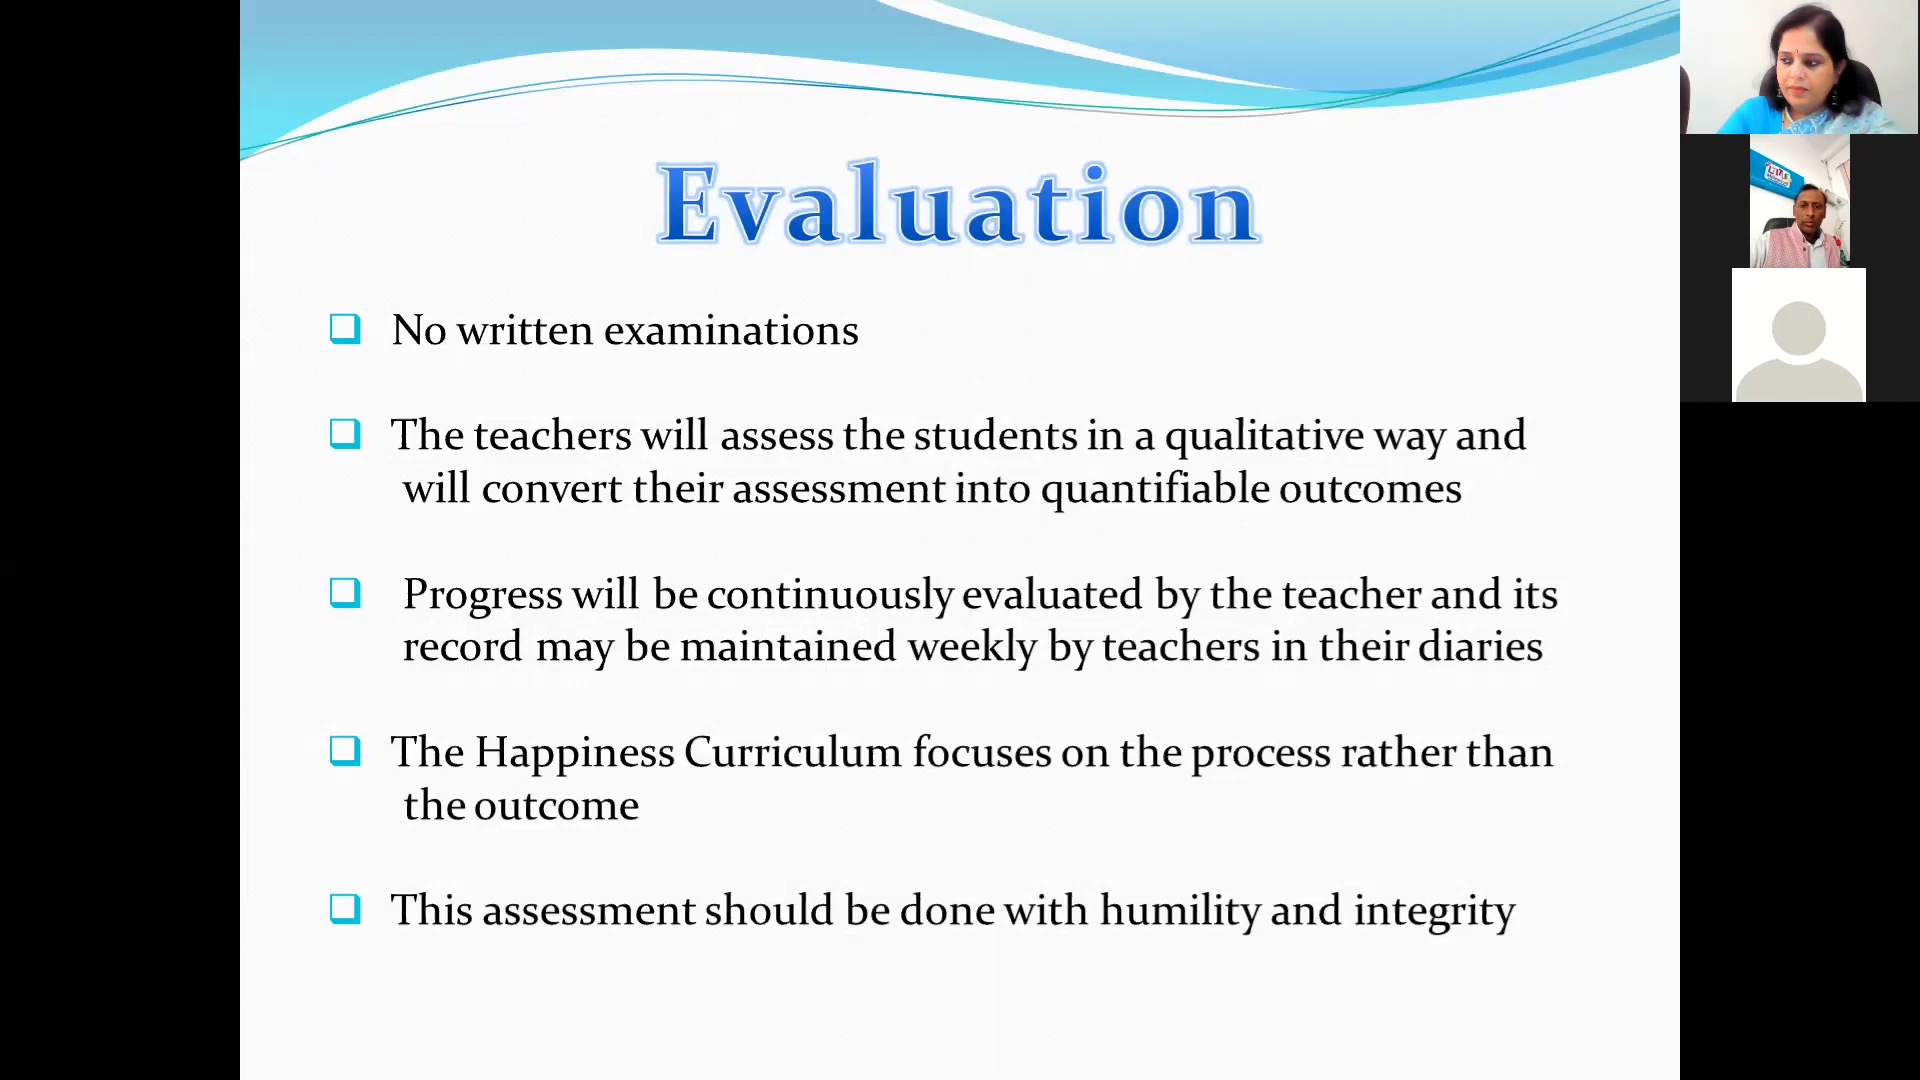 Evaluation
No written examinations
The teachers will assess the students in a qualitative way and
will convert their assessment into quantifiable outcomes
Progress will be continuously evaluated by the teacher and its
record may be maintained weekly by teachers in their diaries
The Happiness Curriculum focuses on the process rather than
the outcome
This assessment should be done with humility and integrity